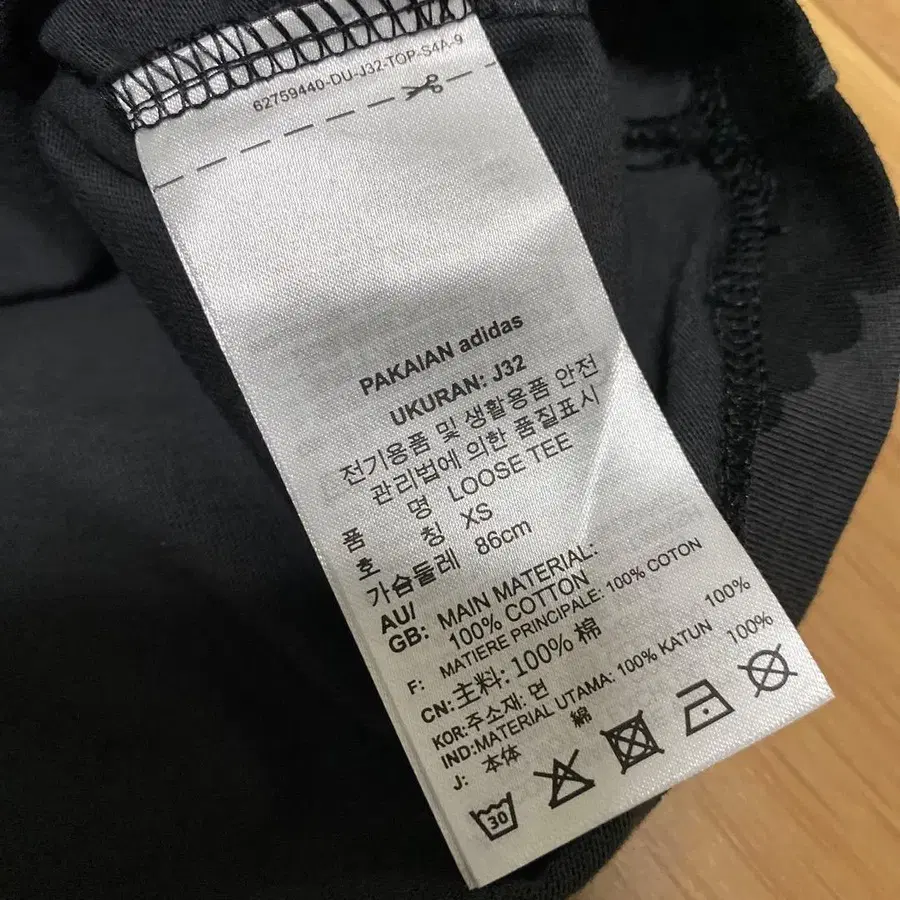 62759440-DU-J32-TOP-S4A-9
PAKAIAN adidas
UKURAN: J32
전기용품 및 생활용품 안전
관리법에 의한 품질표시
품 명 LOOSE TEE
호 칭 XS
가슴둘레 86cm
AU/
GB: MAIN MATERIAL:
100% COTTON
F: MATIERE PRINCIPALE: 100% COTON
CN: 主料: 100% 棉
KOR: 주소재: 면 100%
IND: MATERIAL UTAMA: 100% KATUN
J: 本体 綿 100%
30